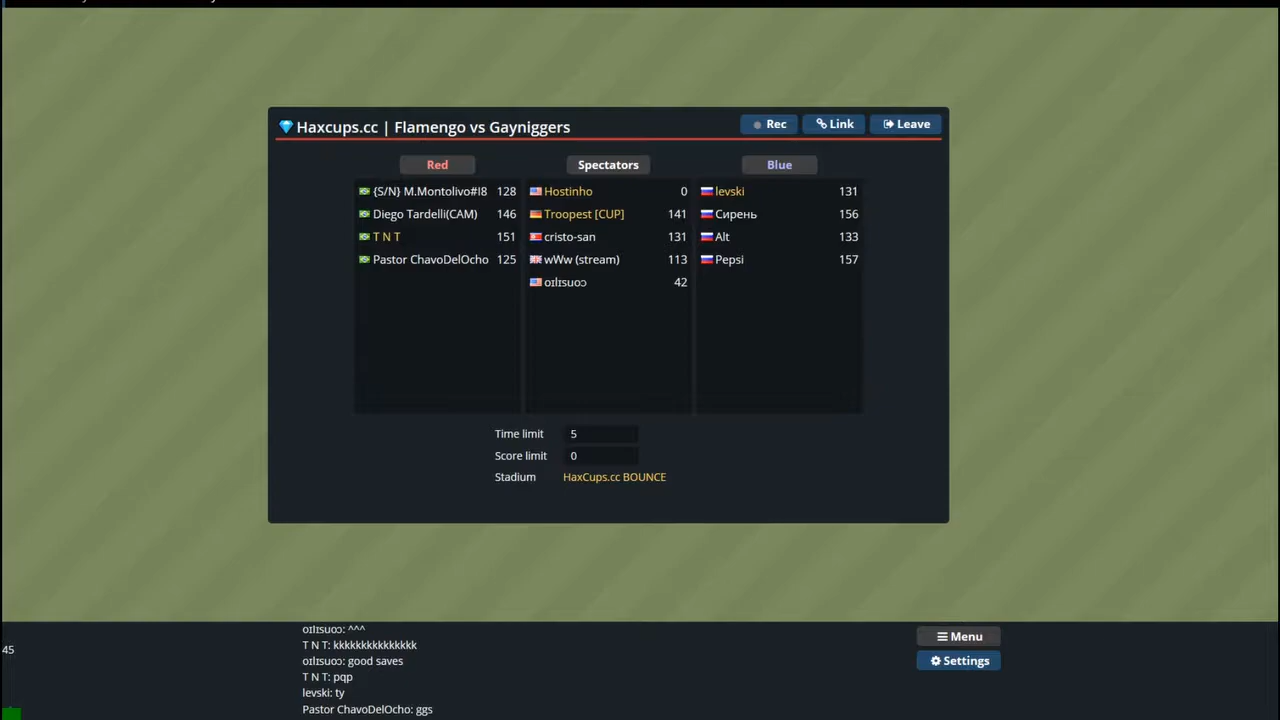 Haxcups.cc | Flamengo vs Gayniggers
Rec
Link
Leave
Red
Spectators
Blue
{S/N} M.Montolivo#I8 128
Diego Tardelli(CAM) 146
T N T 151
Pastor ChavoDelOcho 125
Hostinho 0
Troopest [CUP] 141
cristo-san 131
wWw (stream) 113
oılısuoɔ 42
levski 131
Сирень 156
Alt 133
Pepsi 157
Time limit 5
Score limit 0
Stadium HaxCups.cc BOUNCE
45
oılısuoɔ: ^^^
T N T: kkkkkkkkkkkkkkk
oılısuoɔ: good saves
T N T: pqp
levski: ty
Pastor ChavoDelOcho: ggs
Menu
Settings